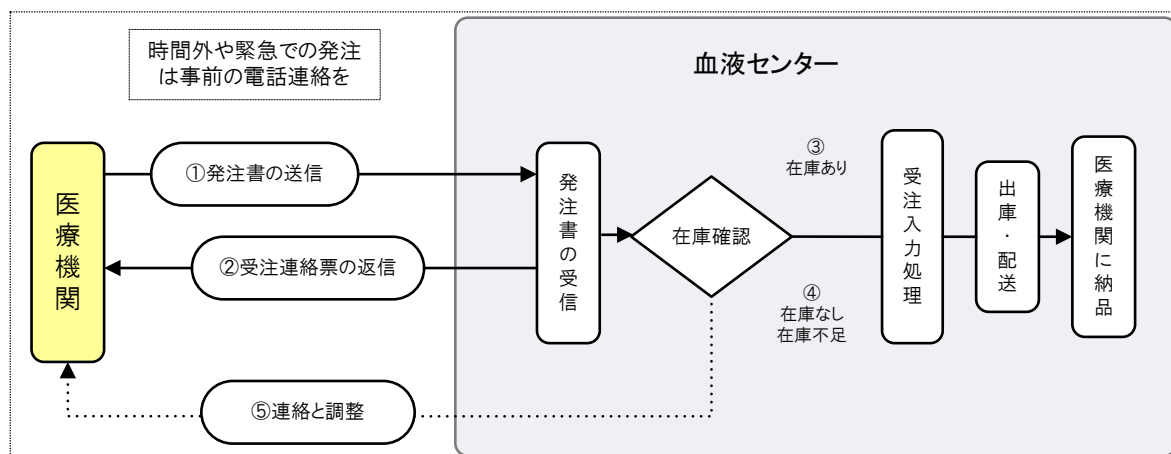 時間外や緊急での発注
は事前の電話連絡を
血液センター
医療機関
①発注書の送信
②受注連絡票の返信
発注書の受信
在庫確認
③
在庫あり
④
在庫なし
在庫不足
受注入力処理
出庫・配送
医療機関に納品
⑤連絡と調整